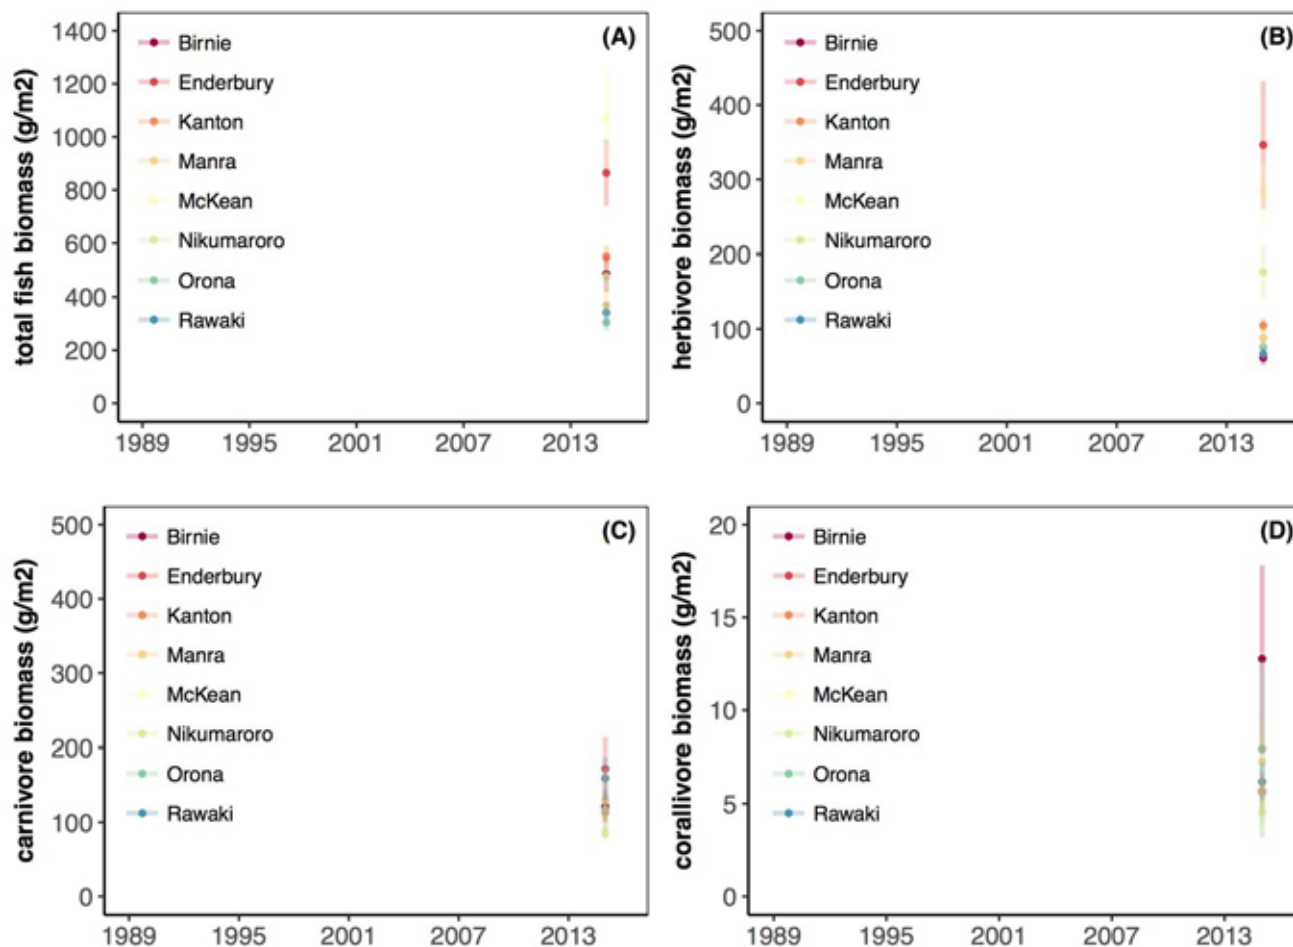 (A)
total fish biomass (g/m2)
1400
1200
1000
800
600
400
200
0
Birnie
Enderbury
Kanton
Manra
McKean
Nikumaroro
Orona
Rawaki
1989 1995 2001 2007 2013
(B)
herbivore biomass (g/m2)
500
400
300
200
100
0
Birnie
Enderbury
Kanton
Manra
McKean
Nikumaroro
Orona
Rawaki
1989 1995 2001 2007 2013
(C)
carnivore biomass (g/m2)
500
400
300
200
100
0
Birnie
Enderbury
Kanton
Manra
McKean
Nikumaroro
Orona
Rawaki
1989 1995 2001 2007 2013
(D)
corallivore biomass (g/m2)
20
15
10
5
0
Birnie
Enderbury
Kanton
Manra
McKean
Nikumaroro
Orona
Rawaki
1989 1995 2001 2007 2013